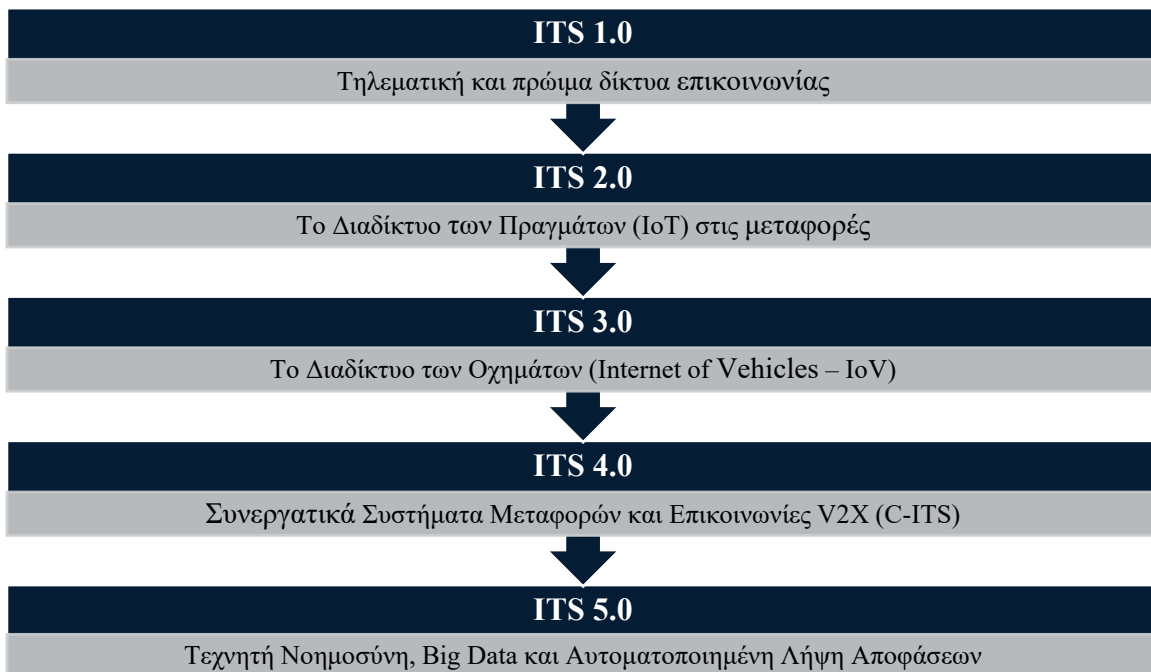 ITS 1.0
Τηλεματική και πρώιμα δίκτυα επικοινωνίας
ITS 2.0
Το Διαδίκτυο των Πραγμάτων (IoT) στις μεταφορές
ITS 3.0
Το Διαδίκτυο των Οχημάτων (Internet of Vehicles – IoV)
ITS 4.0
Συνεργατικά Συστήματα Μεταφορών και Επικοινωνίες V2X (C-ITS)
ITS 5.0
Τεχνητή Νοημοσύνη, Big Data και Αυτοματοποιημένη Λήψη Αποφάσεων